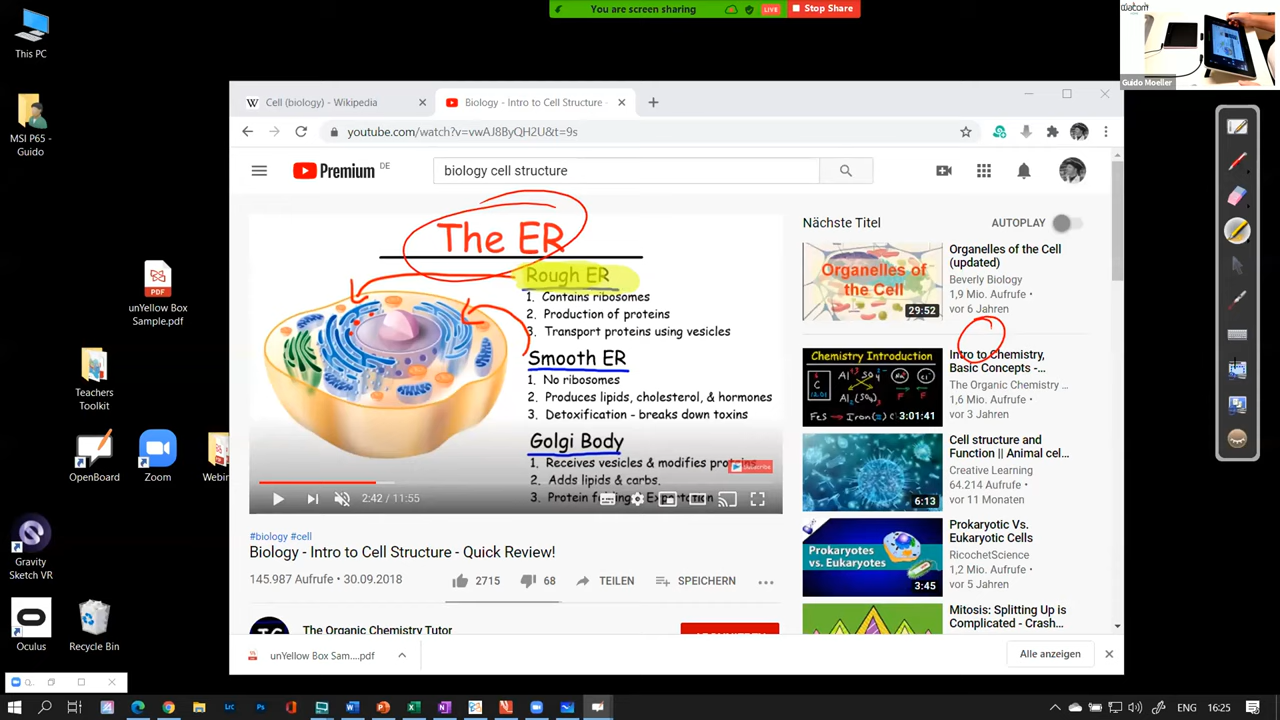 You are screen sharing
LIVE
Stop Share
wacom
Guido Moeller
This PC
MSI P65 -
Guido
PDF
unYellow Box
Sample.pdf
Teachers
Toolkit
OpenBoard
Zoom
Webin
Gravity
Sketch VR
Oculus
Recycle Bin
W Cell (biology) - Wikipedia
Biology - Intro to Cell Structure -
youtube.com/watch?v=vwAJ8ByQH2U&t=9s
Premium DE
biology cell structure
The ER
Rough ER
1. Contains ribosomes
2. Production of proteins
3. Transport proteins using vesicles
Smooth ER
1. No ribosomes
2. Produces lipids, cholesterol, & hormones
3. Detoxification - breaks down toxins
Golgi Body
1. Receives vesicles & modifies proteins
Subscribe
2. Adds lipids & carbs.
2:42 / 11:55
#biology #cell
Biology - Intro to Cell Structure - Quick Review!
145.987 Aufrufe • 30.09.2018
2715
68
TEILEN
SPEICHERN
The Organic Chemistry Tutor
Nächste Titel
AUTOPLAY
Organelles of
the Cell
29:52
Organelles of the Cell
(updated)
Beverly Biology
1,9 Mio. Aufrufe •
vor 6 Jahren
Chemistry Introduction
3:01:41
Intro to Chemistry,
Basic Concepts -...
The Organic Chemistry ...
1,6 Mio. Aufrufe •
vor 3 Jahren
6:13
Cell structure and
Function || Animal cel...
Creative Learning
64.214 Aufrufe •
vor 11 Monaten
Prokaryotes
vs. Eukaryotes
3:45
Prokaryotic Vs.
Eukaryotic Cells
RicochetScience
1,2 Mio. Aufrufe •
vor 5 Jahren
Mitosis: Splitting Up is
Complicated - Crash...
unYellow Box Sam....pdf
Alle anzeigen
16:25